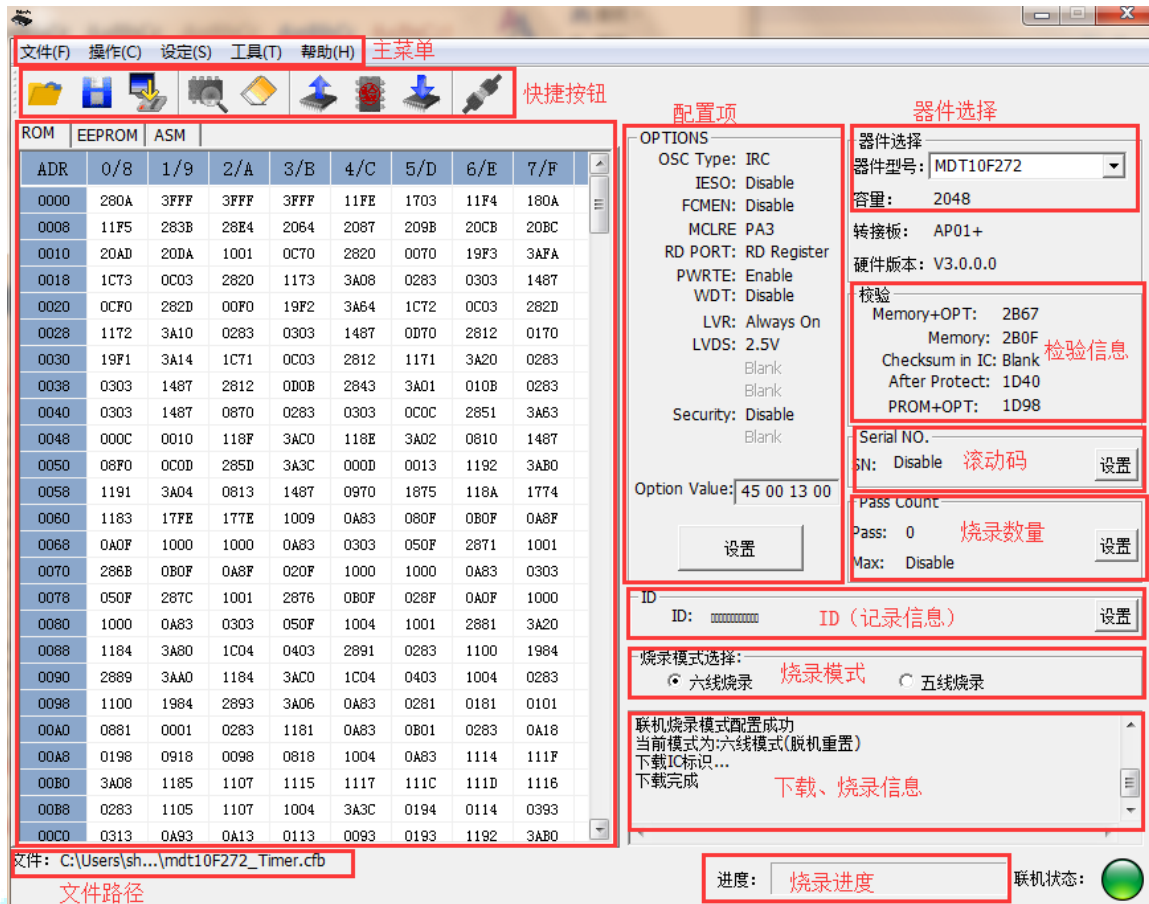 文件(F) 操作(C) 设定(S) 工具(T) 帮助(H) 主菜单
快捷按钮
ROM EEPROM ASM
ADR 0/8 1/9 2/A 3/B 4/C 5/D 6/E 7/F
0000 280A 3FFF 3FFF 3FFF 11FE 1703 11F4 180A
0008 11F5 283B 28E4 2064 2087 209B 20CB 20BC
0010 20AD 20DA 1001 0C70 2820 0070 19F3 3AFA
0018 1C73 0C03 2820 1173 3A08 0283 0303 1487
0020 0CF0 282D 00F0 19F2 3A64 1C72 0C03 282D
0028 1172 3A10 0283 0303 1487 0D70 2812 0170
0030 19F1 3A14 1C71 0C03 2812 1171 3A20 0283
0038 0303 1487 2812 0D0B 2843 3A01 010B 0283
0040 0303 1487 0870 0283 0303 0C0C 2851 3A63
0048 000C 0010 118F 3AC0 118E 3A02 0810 1487
0050 08F0 0C0D 285D 3A3C 000D 0013 1192 3AB0
0058 1191 3A04 0813 1487 0970 1875 118A 1774
0060 1183 17FE 177E 1009 0A83 080F 0B0F 0A8F
0068 0A0F 1000 1000 0A83 0303 050F 2871 1001
0070 286B 0B0F 0A8F 020F 1000 1000 0A83 0303
0078 050F 287C 1001 2876 0B0F 028F 0A0F 1000
0080 1000 0A83 0303 050F 1004 1001 2881 3A20
0088 1184 3A80 1C04 0403 2891 0283 1100 1984
0090 2889 3AA0 1184 3AC0 1C04 0403 1004 0283
0098 1100 1984 2893 3A06 0A83 0281 0181 0101
00A0 0881 0001 0283 1181 0A83 0B01 0283 0A18
00A8 0198 0918 0098 0818 1004 0A83 1114 111F
00B0 3A08 1185 1107 1115 1117 111C 111D 1116
00B8 0283 1105 1107 1004 3A3C 0194 0114 0393
00C0 0313 0A93 0A13 0113 0093 0193 1192 3AB0
文件: C:\Users\sh...\mdt10F272_Timer.cfb
文件路径
配置项
OPTIONS
OSC Type: IRC
IESO: Disable
FCMEN: Disable
MCLRE PA3
RD PORT: RD Register
PWRTE: Enable
WDT: Disable
LVR: Always On
LVDS: 2.5V
Blank
Blank
Security: Disable
Blank
Option Value: 45 00 13 00
设置
器件选择
器件选择
器件型号: MDT10F272
容量: 2048
转接板: AP01+
硬件版本: V3.0.0.0
校验
Memory+OPT: 2B67
Memory: 2B0F
Checksum in IC: Blank
After Protect: 1D40
PROM+OPT: 1D98
检验信息
Serial NO.
SN: Disable 滚动码 设置
Pass Count
Pass: 0 烧录数量
设置
Max: Disable
ID
ID: ID（记录信息） 设置
烧录模式选择:
六线烧录 烧录模式 五线烧录
联机烧录模式配置成功
当前模式为:六线模式(脱机重置)
下载IC标识...
下载完成
下载、烧录信息
进度: 烧录进度 联机状态: